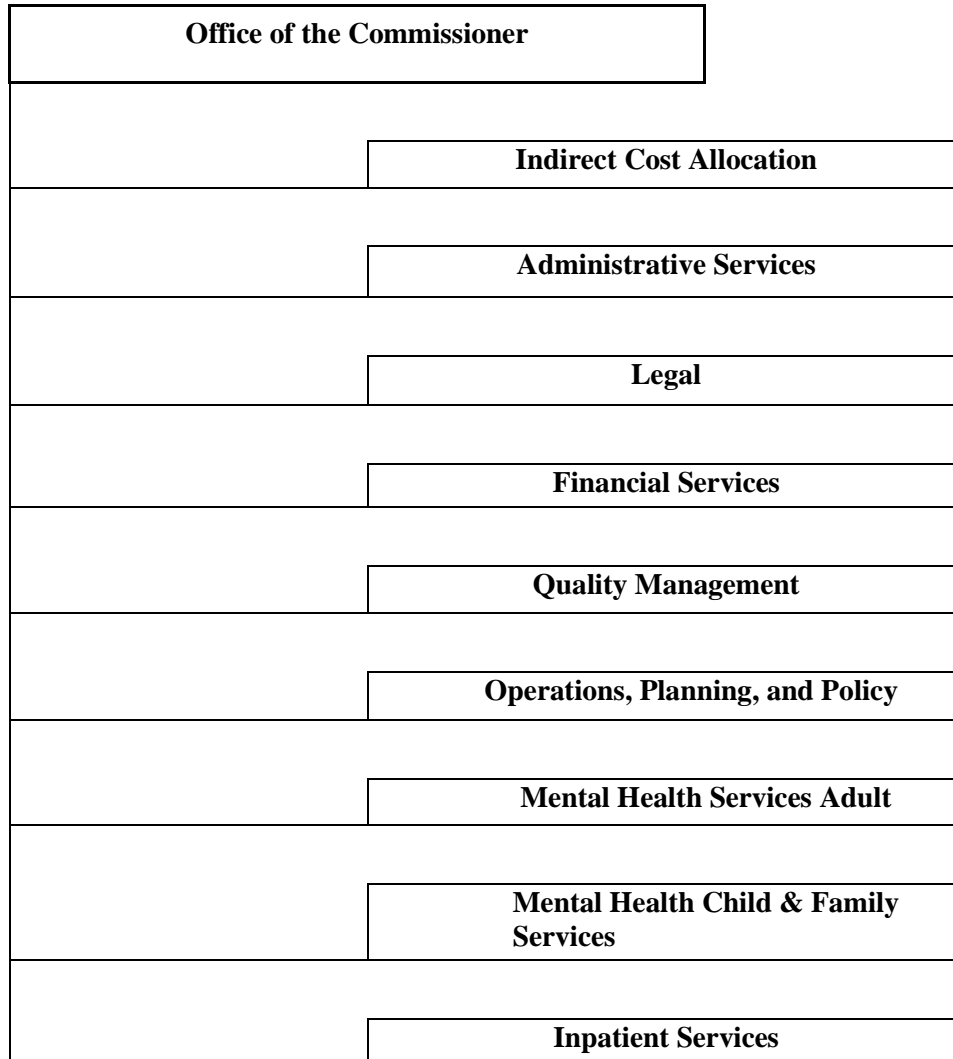 Office of the Commissioner
Indirect Cost Allocation
Administrative Services
Legal
Financial Services
Quality Management
Operations, Planning, and Policy
Mental Health Services Adult
Mental Health Child & Family
Services
Inpatient Services